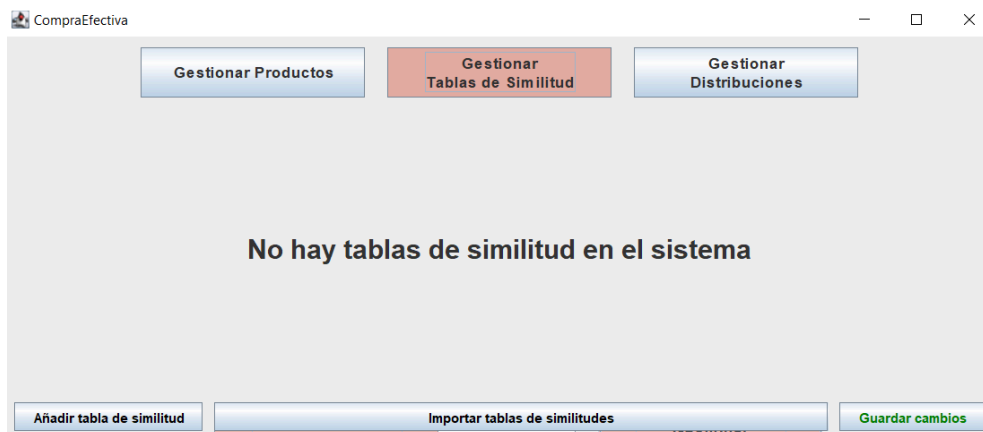 CompraEfectiva
Gestionar Productos
Gestionar
Tablas de Similitud
Gestionar
Distribuciones
No hay tablas de similitud en el sistema
Añadir tabla de similitud
Importar tablas de similitudes
Guardar cambios